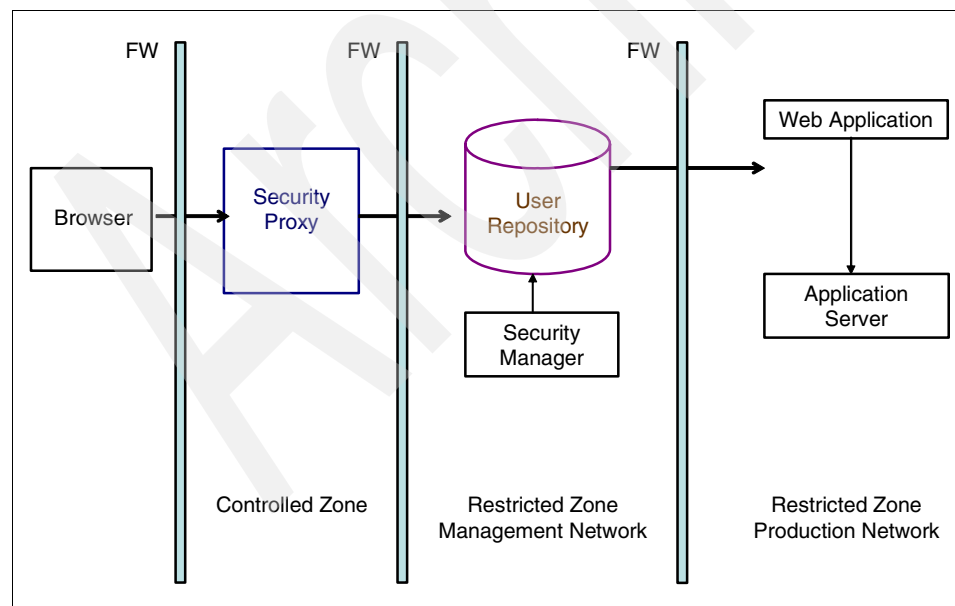 FW
FW
FW
Browser
Security
Proxy
User
Repository
Security
Manager
Web Application
Application
Server
Controlled Zone
Restricted Zone
Management Network
Restricted Zone
Production Network